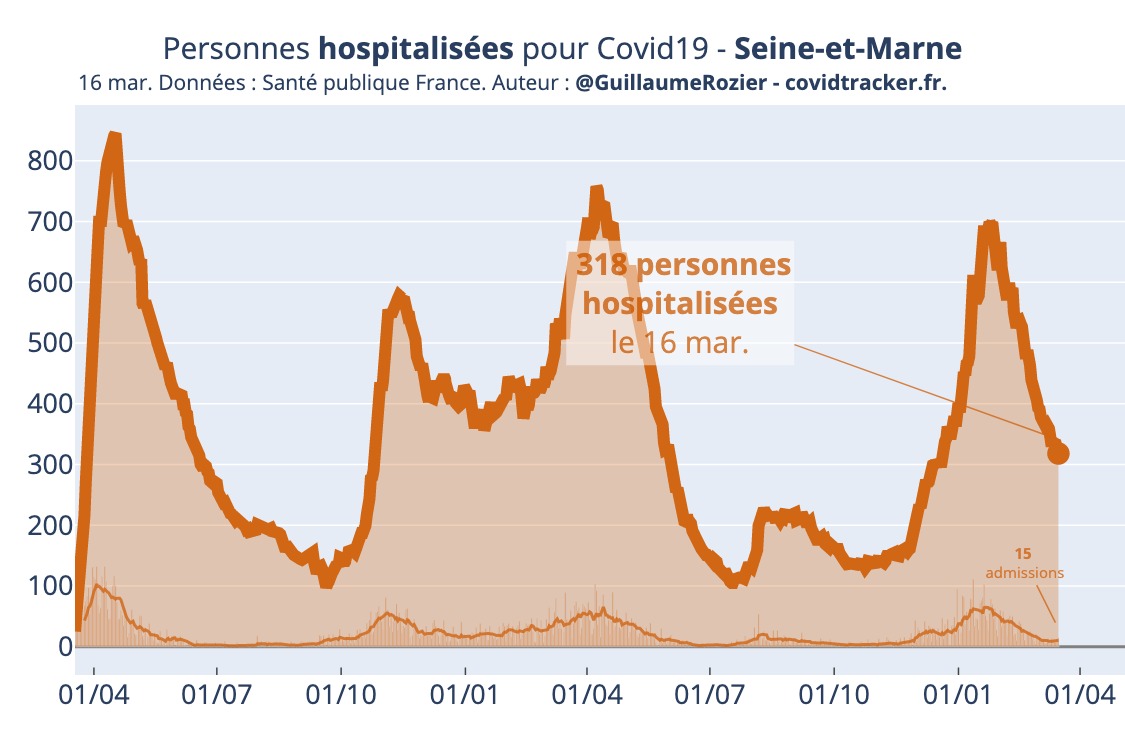 Personnes hospitalisées pour Covid19 - Seine-et-Marne
16 mar. Données : Santé publique France. Auteur : @GuillaumeRozier - covidtracker.fr.
800
700
600
500
400
300
200
100
0
318 personnes
hospitalisées
le 16 mar.
15
admissions
01/04 01/07 01/10 01/01 01/04 01/07 01/10 01/01 01/04